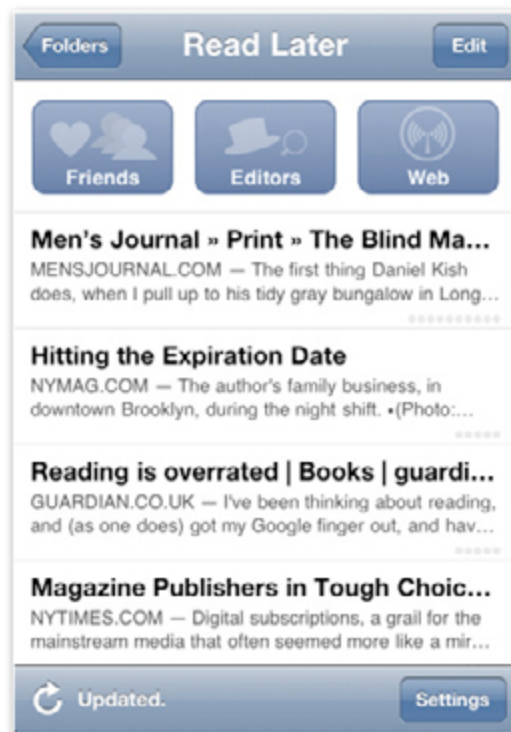 Folders
Read Later
Edit
Friends
Editors
Web
Men's Journal » Print » The Blind Ma...
MENSJOURNAL.COM — The first thing Daniel Kish
does, when I pull up to his tidy gray bungalow in Long...
Hitting the Expiration Date
NYMAG.COM — The author's family business, in
downtown Brooklyn, during the night shift. •(Photo:...
Reading is overrated | Books | guardi...
GUARDIAN.CO.UK — I've been thinking about reading,
and (as one does) got my Google finger out, and hav...
Magazine Publishers in Tough Choic...
NYTIMES.COM — Digital subscriptions, a grail for the
mainstream media that often seemed more like a mir...
Updated.
Settings